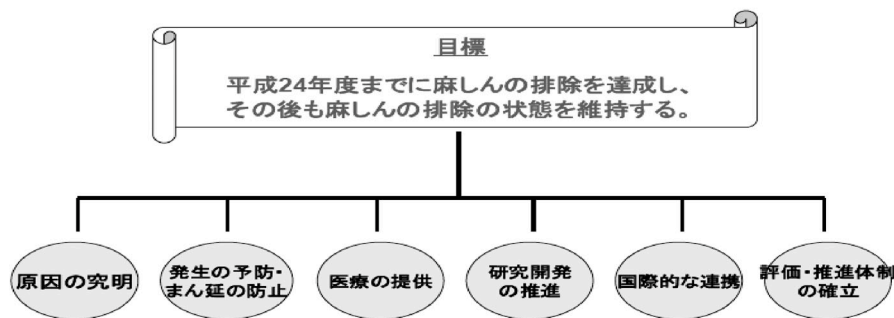 目標
平成24年度までに麻しんの排除を達成し、
その後も麻しんの排除の状態を維持する。
原因の究明
発生の予防・
まん延の防止
医療の提供
研究開発
の推進
国際的な連携
評価・推進体制
の確立